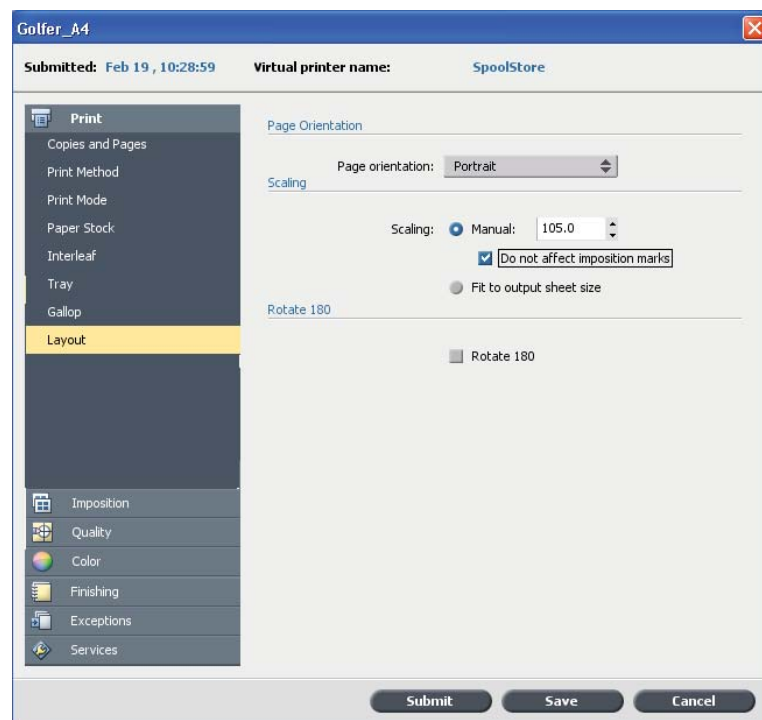 Golfer_A4
Submitted: Feb 19 , 10:28:59 Virtual printer name: SpoolStore
Print
Copies and Pages
Print Method
Print Mode
Paper Stock
Interleaf
Tray
Gallop
Layout
Imposition
Quality
Color
Finishing
Exceptions
Services
Page Orientation
Page orientation: Portrait
Scaling
Scaling: Manual: 105.0
Do not affect imposition marks
Fit to output sheet size
Rotate 180
Rotate 180
Submit Save Cancel